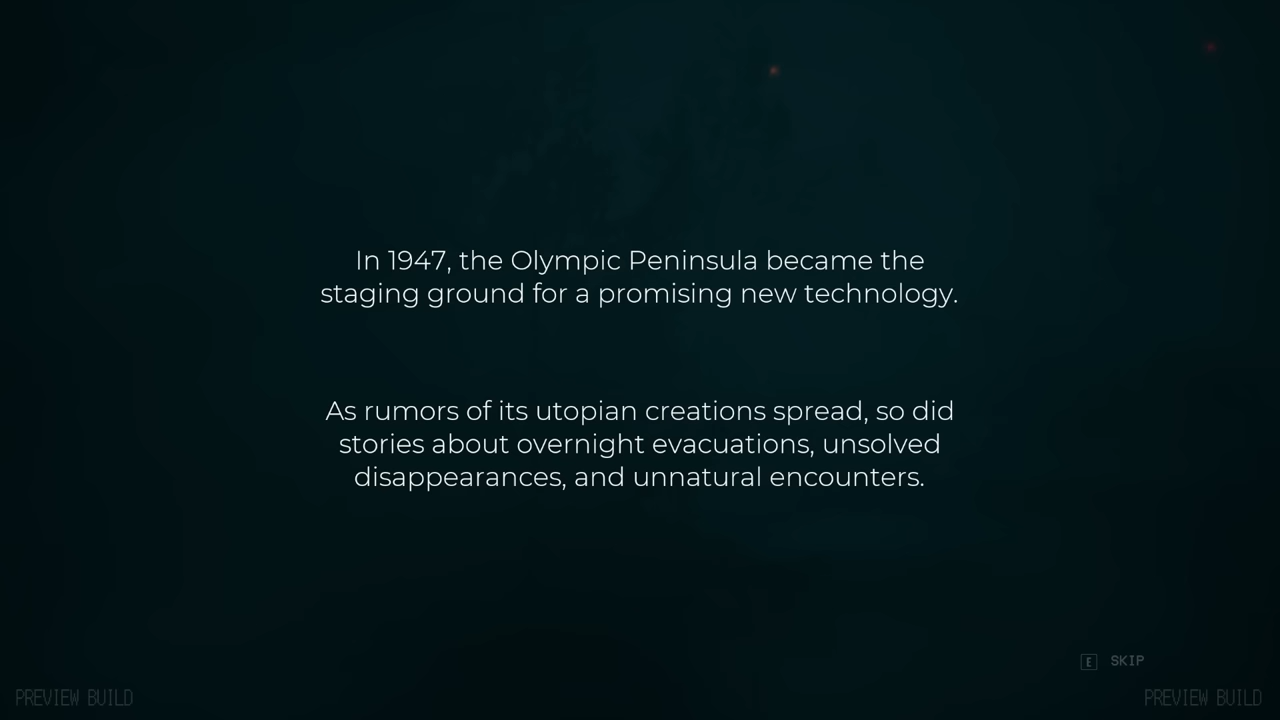 In 1947, the Olympic Peninsula became the
staging ground for a promising new technology.
As rumors of its utopian creations spread, so did
stories about overnight evacuations, unsolved
disappearances, and unnatural encounters.
E SKIP
PREVIEW BUILD
PREVIEW BUILD